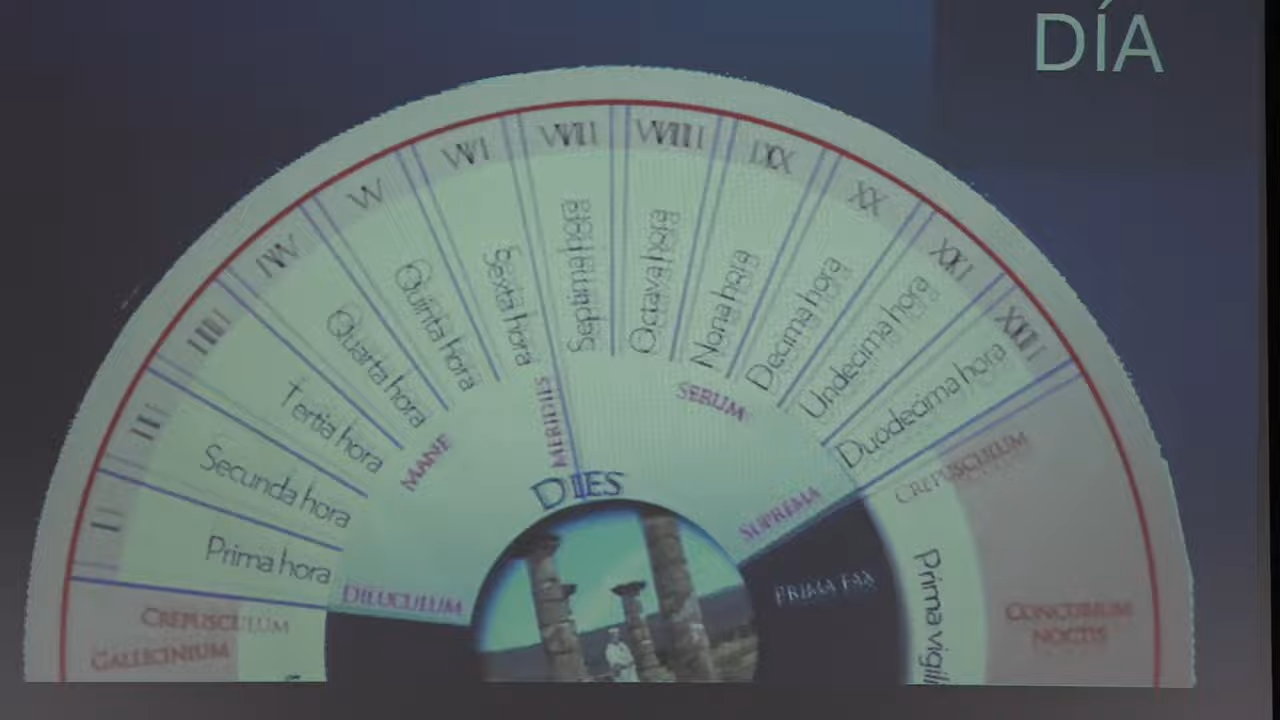 DÍA
I
II
III
IV
V
VI
VII
VIII
IX
X
XI
XII
Prima hora
Secunda hora
Tertia hora
Quarta hora
Quinta hora
Sexta hora
Septima hora
Octava hora
Nona hora
Decima hora
Undecima hora
Duodecima hora
DILUCULUM
MANE
MERIDIES
SERUM
SUPREMA
DIES
CREPUSCULUM
GALLICINIUM
CREPUSCULUM
PRIMA FAX
Prima vigili
CONCUBIUM
NOCTIS